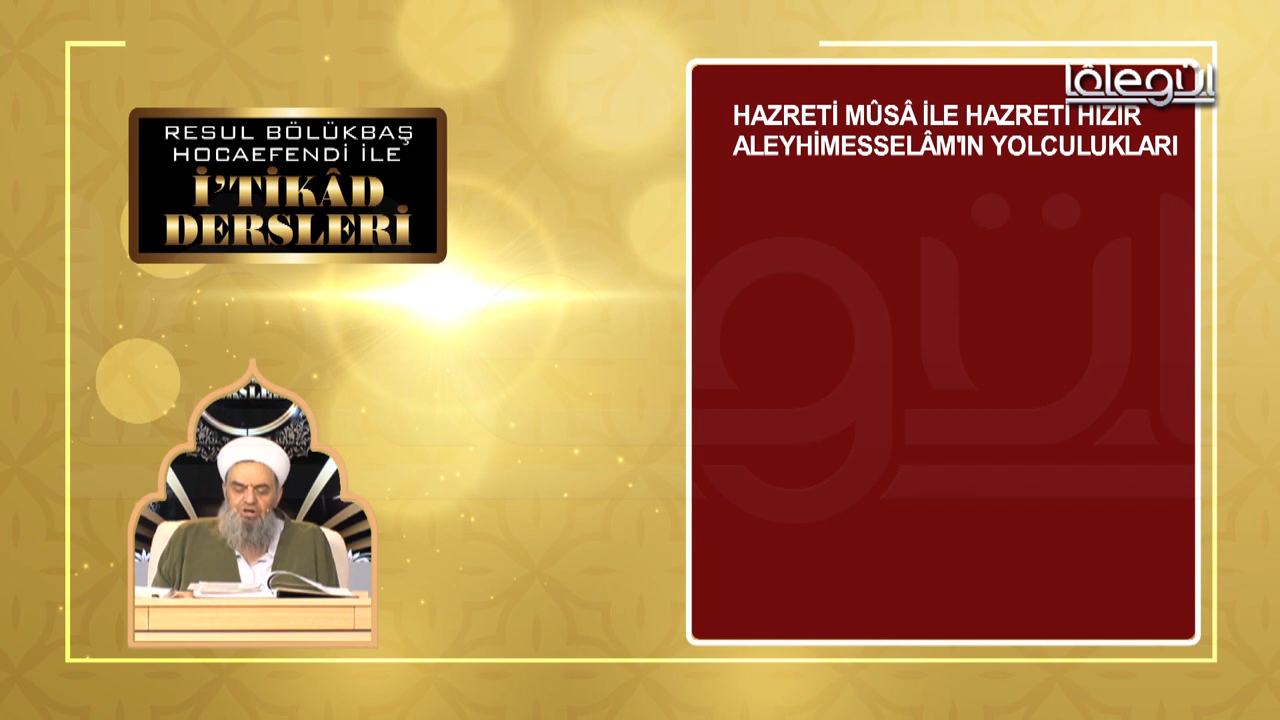 RESUL BÖLÜKBAŞ
HOCAEFENDİ İLE
İ'TİKÂD
DERSLERİ
lâlegül
HAZRETİ MÛSÂ İLE HAZRETİ HIZIR
ALEYHİMESSELÂM'IN YOLCULUKLARI